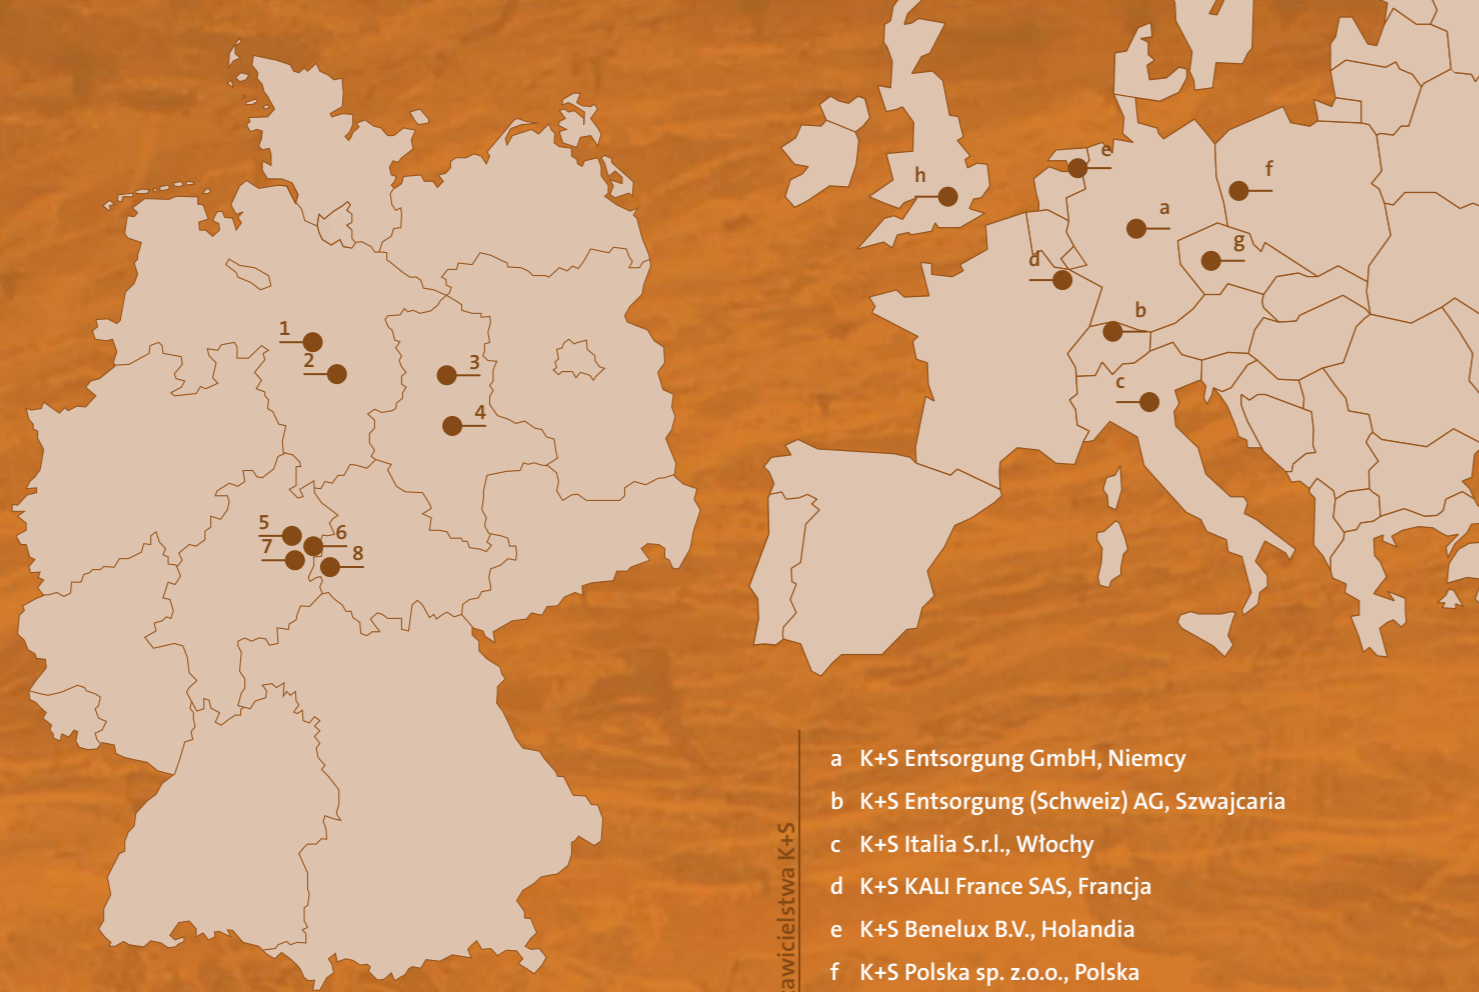 e
h
f
a
g
d
b
1
2
3
c
4
5
6
7
8
a K+S Entsorgung GmbH, Niemcy
b K+S Entsorgung (Schweiz) AG, Szwajcaria
c K+S Italia S.r.l., Włochy
d K+S KALI France SAS, Francja
e K+S Benelux B.V., Holandia
f K+S Polska sp. z.o.o., Polska
K+S